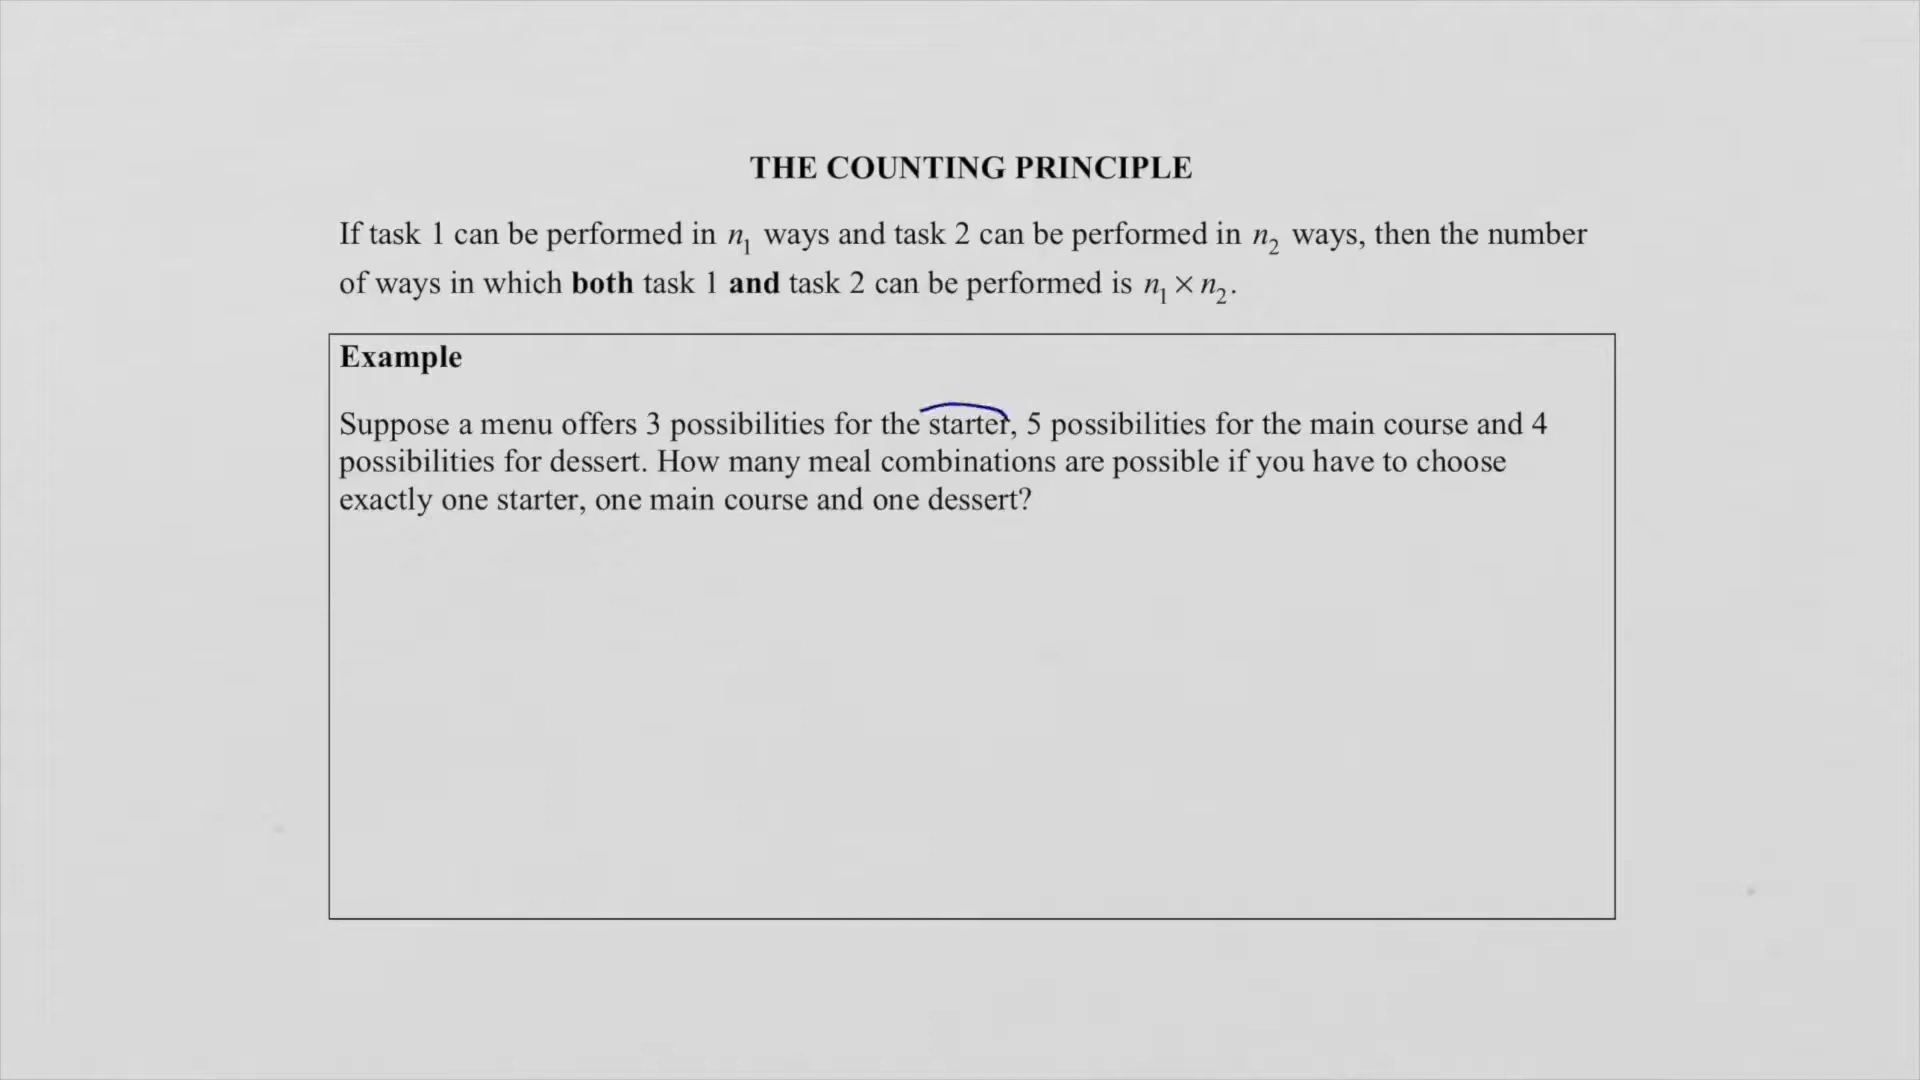 THE COUNTING PRINCIPLE
If task 1 can be performed in n₁ ways and task 2 can be performed in n₂ ways, then the number
of ways in which both task 1 and task 2 can be performed is n₁ × n₂.
Example
Suppose a menu offers 3 possibilities for the starter, 5 possibilities for the main course and 4
possibilities for dessert. How many meal combinations are possible if you have to choose
exactly one starter, one main course and one dessert?